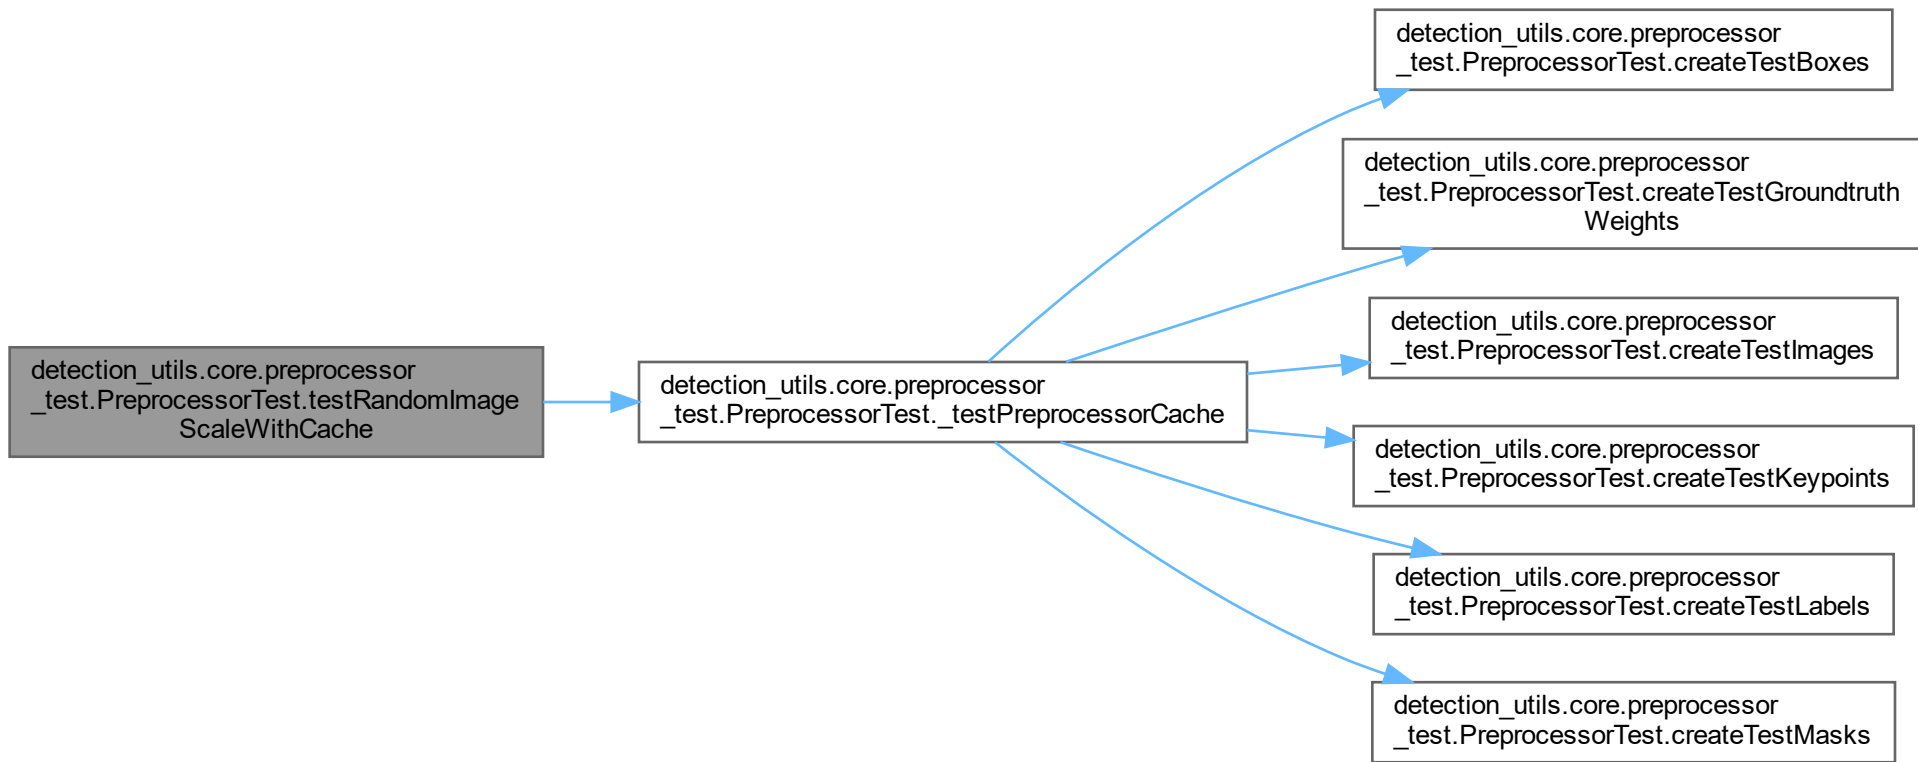 detection_utils.core.preprocessor
_test.PreprocessorTest.testRandomImage
ScaleWithCache
detection_utils.core.preprocessor
_test.PreprocessorTest._testPreprocessorCache
detection_utils.core.preprocessor
_test.PreprocessorTest.createTestBoxes
detection_utils.core.preprocessor
_test.PreprocessorTest.createTestGroundtruth
Weights
detection_utils.core.preprocessor
_test.PreprocessorTest.createTestImages
detection_utils.core.preprocessor
_test.PreprocessorTest.createTestKeypoints
detection_utils.core.preprocessor
_test.PreprocessorTest.createTestLabels
detection_utils.core.preprocessor
_test.PreprocessorTest.createTestMasks